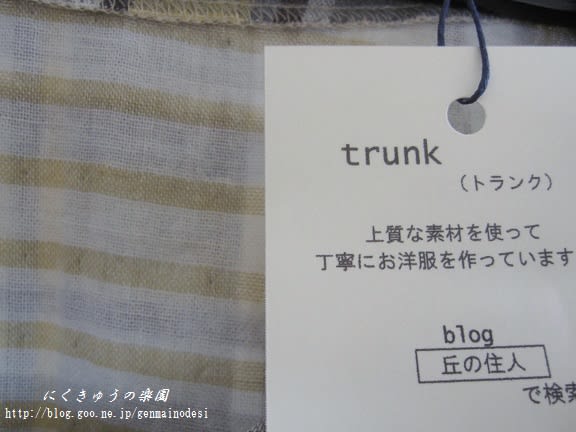 trunk
(トランク)
上質な素材を使って
丁寧にお洋服を作っています
blog
丘の住人
で検索
にくきゅうの楽園
http://blog.goo.ne.jp/genmainodesi